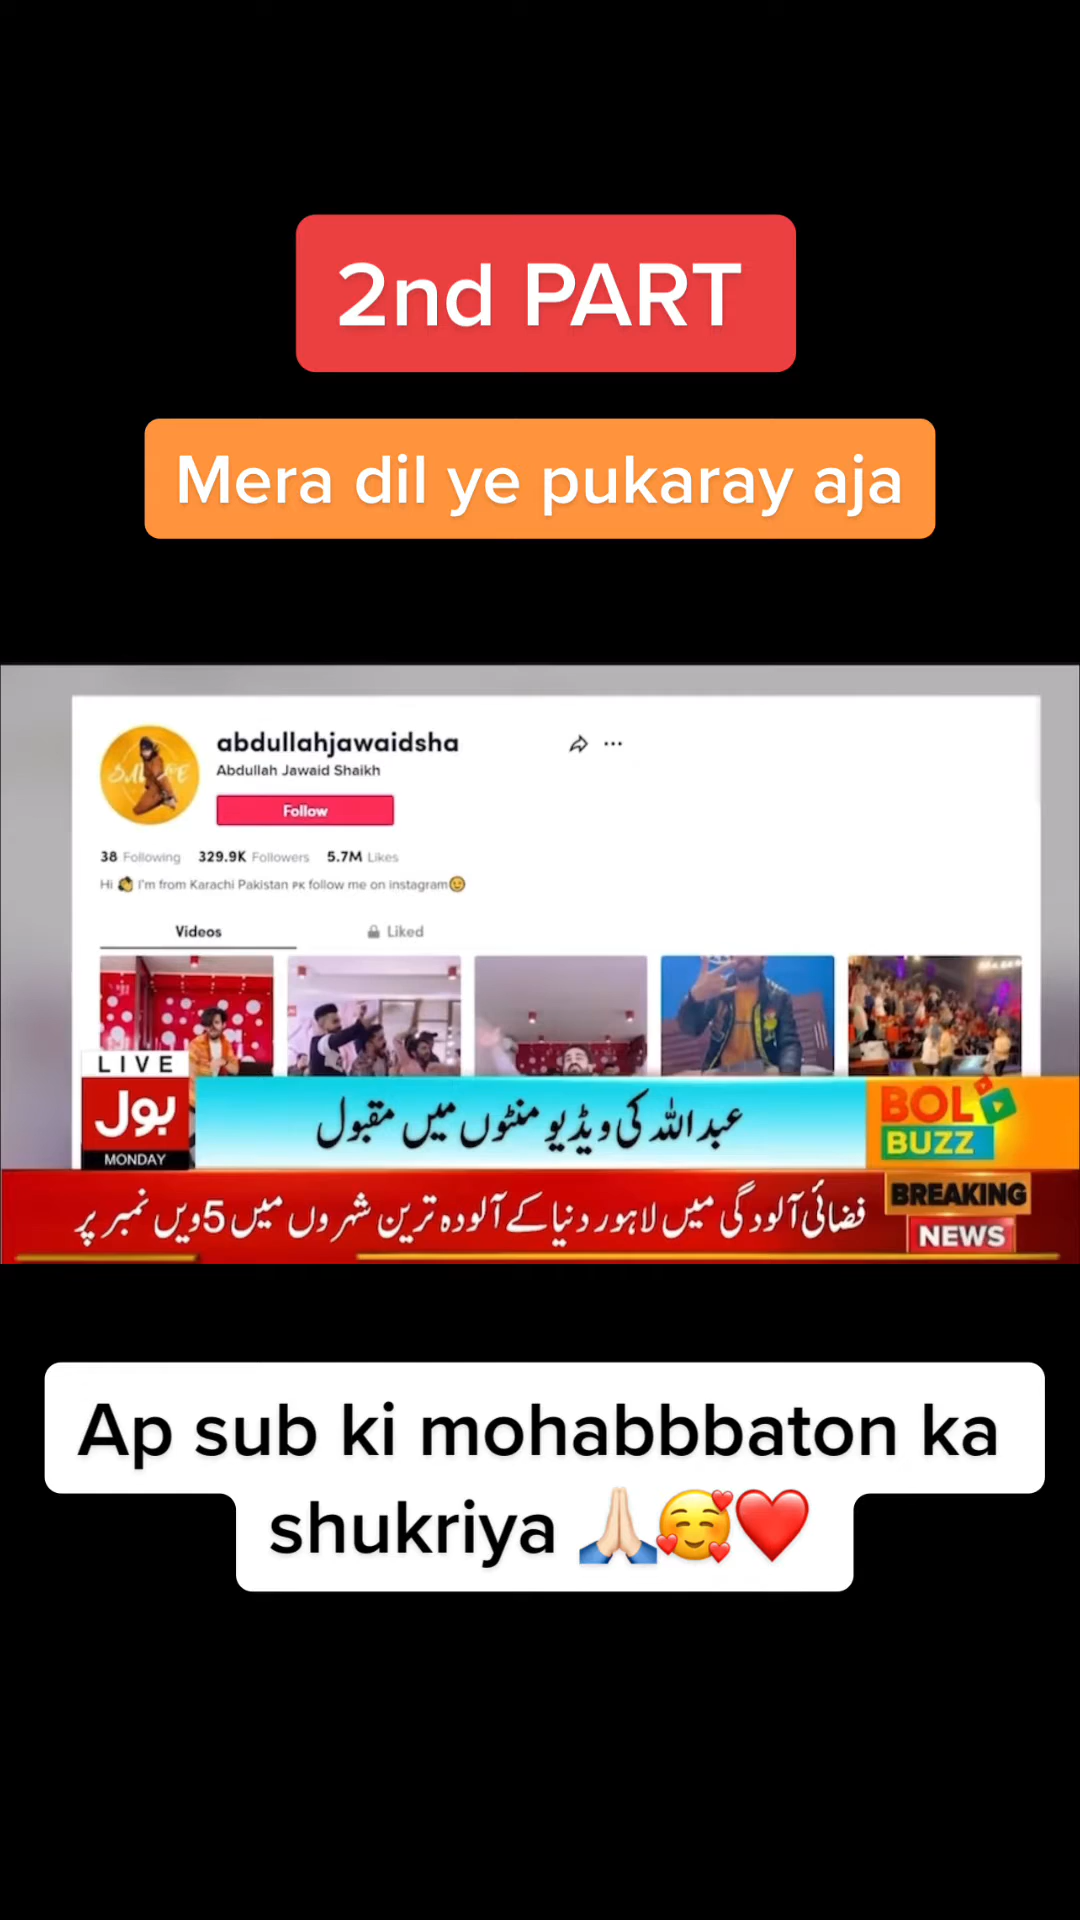 2nd PART
Mera dil ye pukaray aja
abdullahjawaidsha
Abdullah Jawaid Shaikh
Follow
38 Following 329.9K Followers 5.7M Likes
Hi 👏 I'm from Karachi Pakistan PK follow me on instagram😉
Videos Liked
LIVE
بول
MONDAY
عبداللہ کی ویڈیو منٹوں میں مقبول
BOL
BUZZ
فضائی آلودگی میں لاہور دنیا کے آلودہ ترین شہروں میں 5ویں نمبر پر
BREAKING
NEWS
Ap sub ki mohabbbaton ka
shukriya 🙏🏻🥰❤️